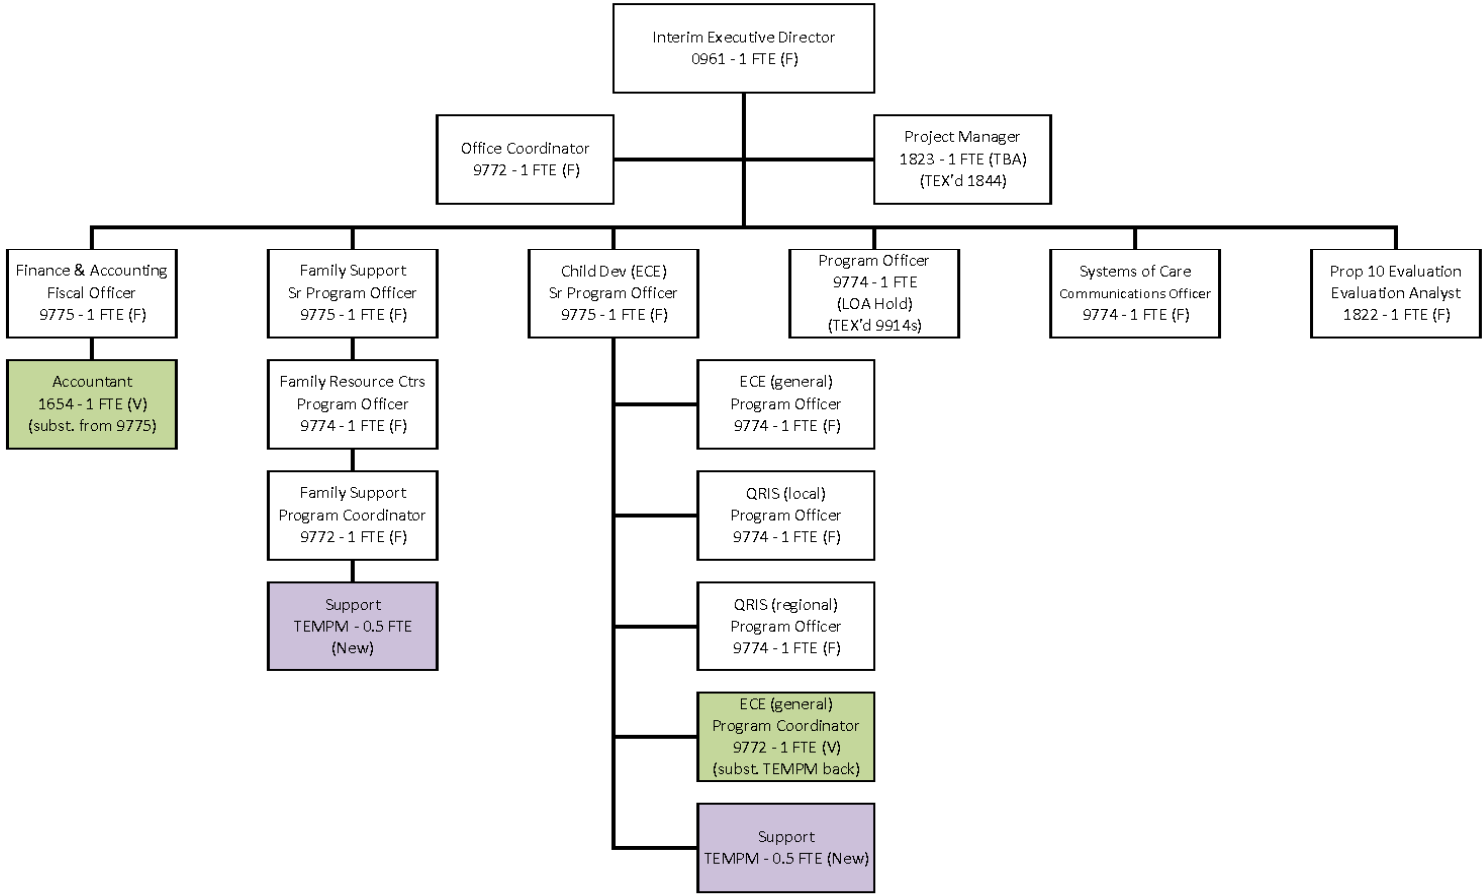 Interim Executive Director
0961 - 1 FTE (F)
Office Coordinator
9772 - 1 FTE (F)
Project Manager
1823 - 1 FTE (TBA)
(TEX'd 1844)
Finance & Accounting
Fiscal Officer
9775 - 1 FTE (F)
Family Support
Sr Program Officer
9775 - 1 FTE (F)
Child Dev (ECE)
Sr Program Officer
9775 - 1 FTE (F)
Program Officer
9774 - 1 FTE
(LOA Hold)
(TEX'd 9914s)
Systems of Care
Communications Officer
9774 - 1 FTE (F)
Prop 10 Evaluation
Evaluation Analyst
1822 - 1 FTE (F)
Accountant
1654 - 1 FTE (V)
(subst. from 9775)
Family Resource Ctrs
Program Officer
9774 - 1 FTE (F)
Family Support
Program Coordinator
9772 - 1 FTE (F)
Support
TEMPM - 0.5 FTE
(New)
ECE (general)
Program Officer
9774 - 1 FTE (F)
QRIS (local)
Program Officer
9774 - 1 FTE (F)
QRIS (regional)
Program Officer
9774 - 1 FTE (F)
ECE (general)
Program Coordinator
9772 - 1 FTE (V)
(subst. TEMPM back)
Support
TEMPM - 0.5 FTE (New)